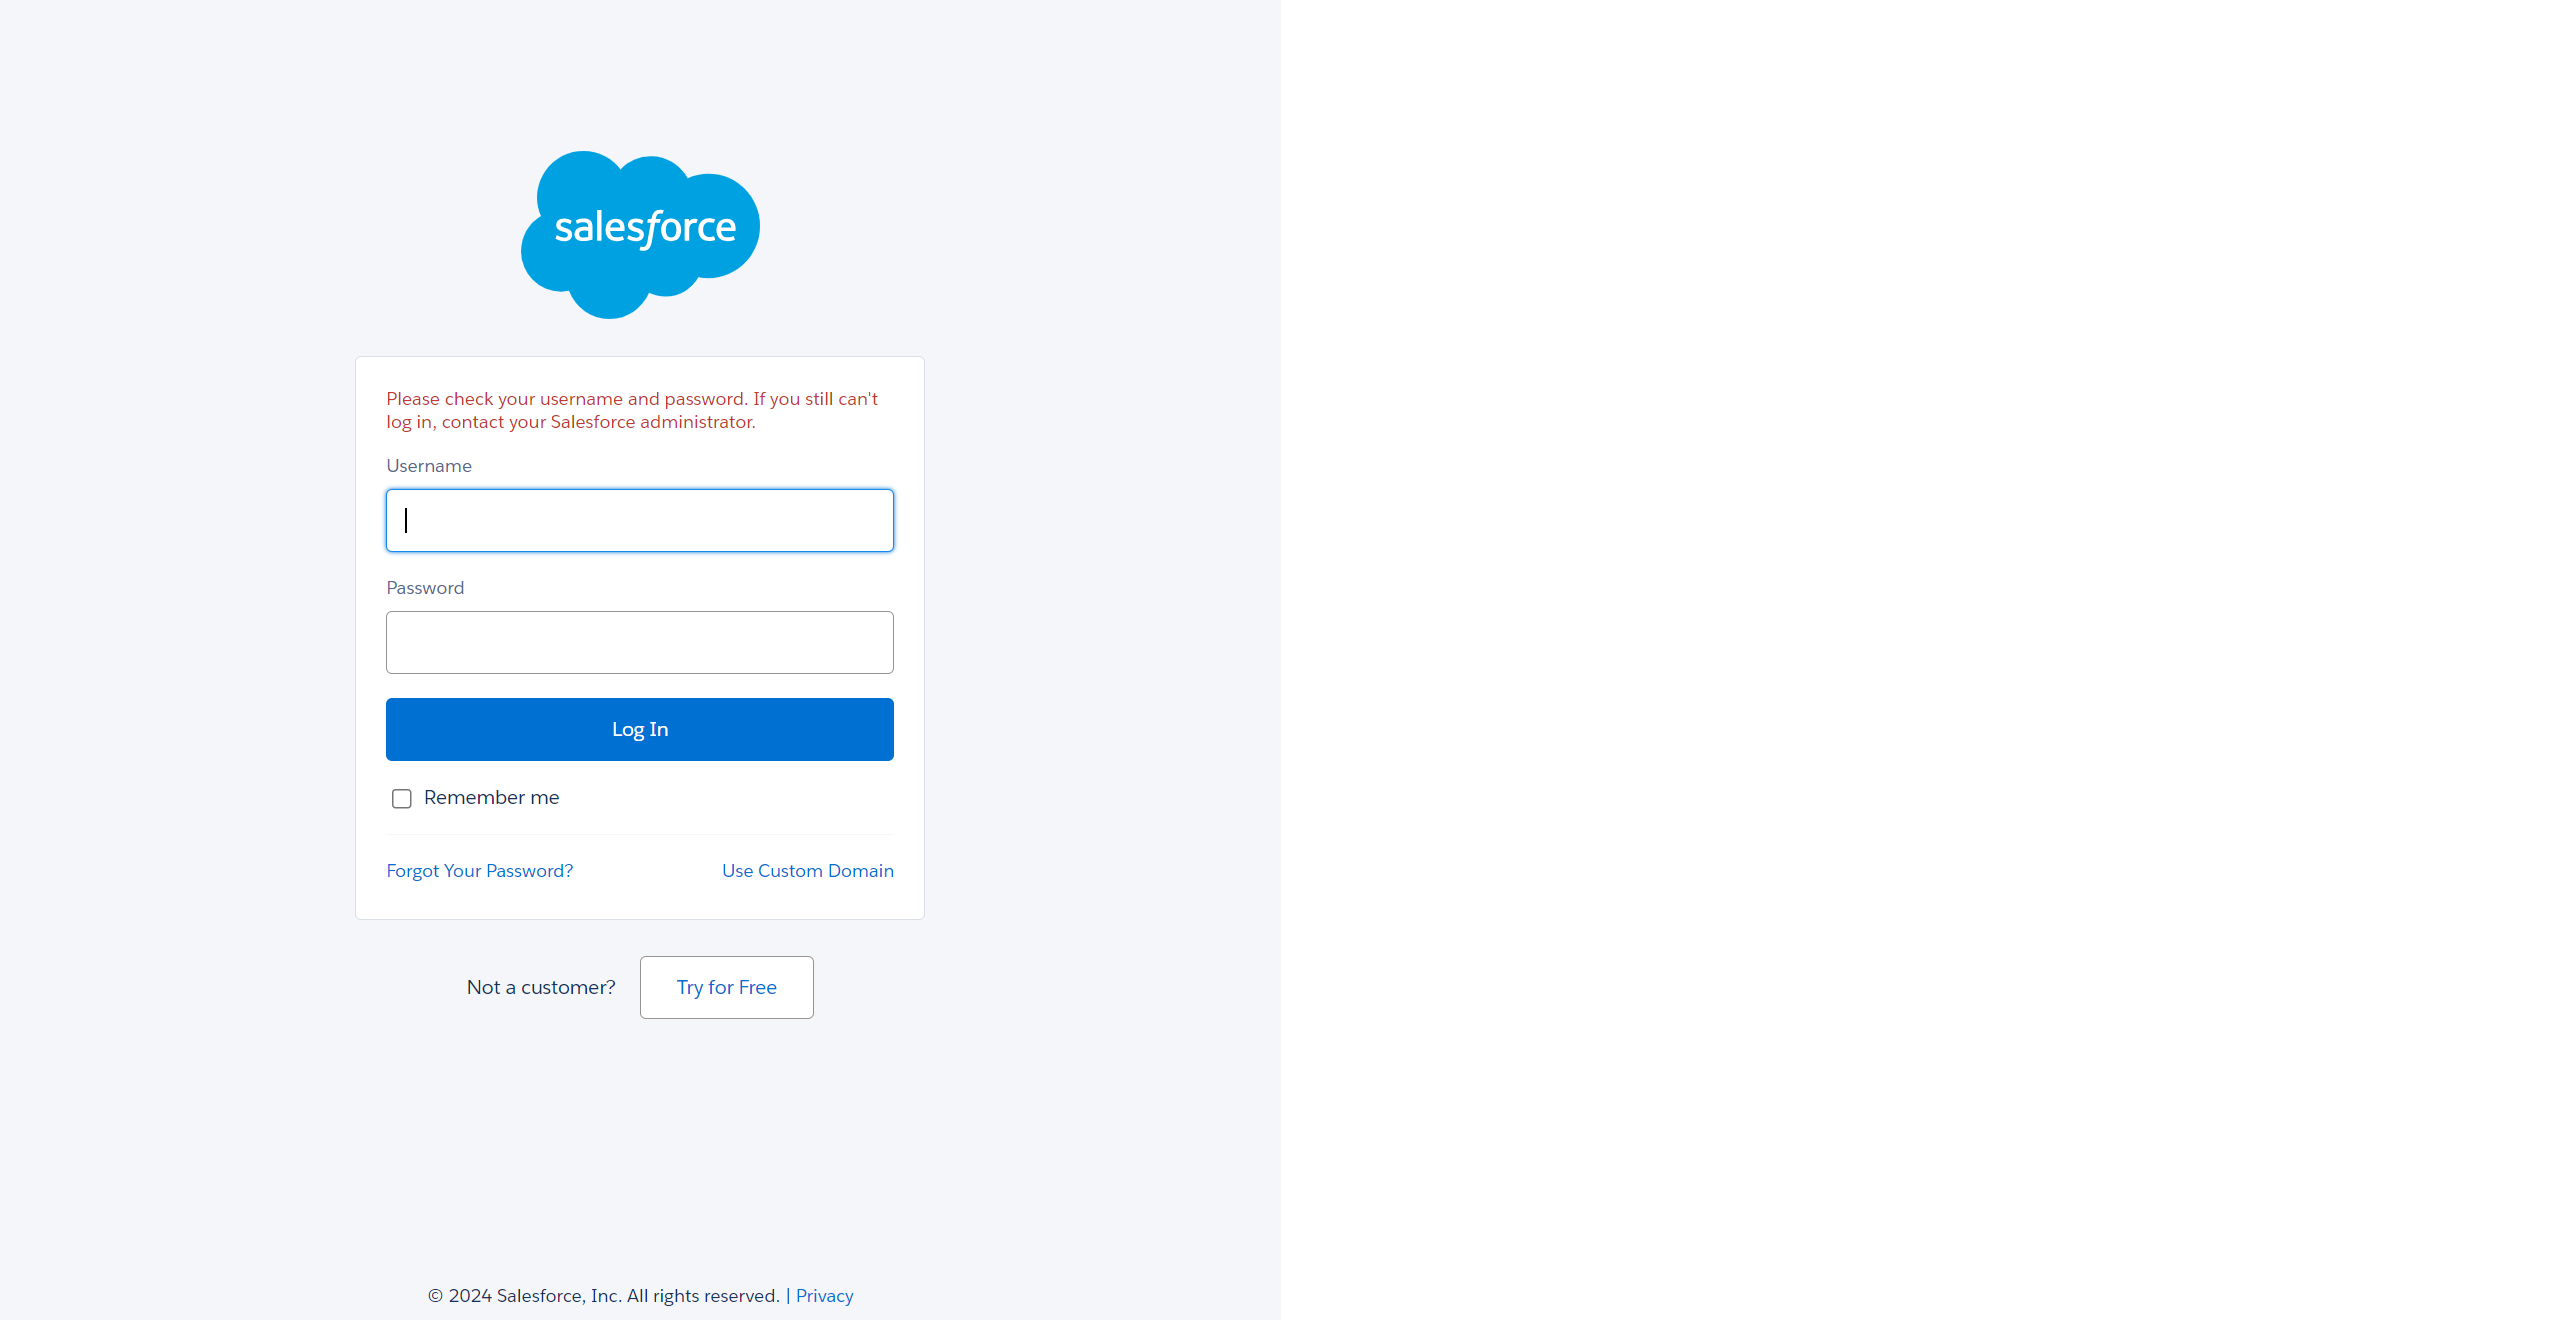 salesforce
Please check your username and password. If you still can't
log in, contact your Salesforce administrator.
Username
Password
Log In
Remember me
Forgot Your Password? Use Custom Domain
Not a customer? Try for Free
© 2024 Salesforce, Inc. All rights reserved. | Privacy